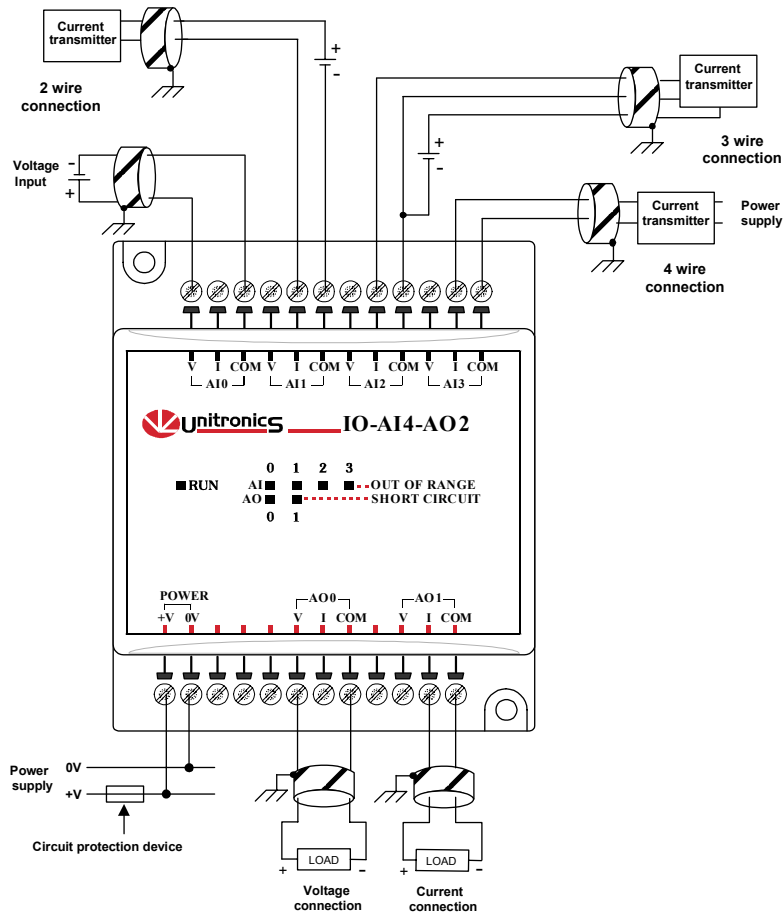 Current
transmitter
2 wire
connection
+
-
Current
transmitter
3 wire
connection
+
-
Voltage
Input
-
+
Current
transmitter
Power
supply
4 wire
connection
V I COM V I COM V I COM V I COM
AI0 AI1 AI2 AI3
Unitronics IO-AI4-AO2
0 1 2 3
RUN AI OUT OF RANGE
AO SHORT CIRCUIT
0 1
POWER AO0 AO1
+V 0V V I COM V I COM
Power
supply
0V
+V
Circuit protection device
+ LOAD -
Voltage
connection
+ LOAD -
Current
connection